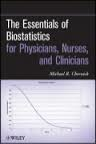 The Essentials of
Biostatistics
for Physicians, Nurses,
and Clinicians
Michael R. Chernick
WILEY